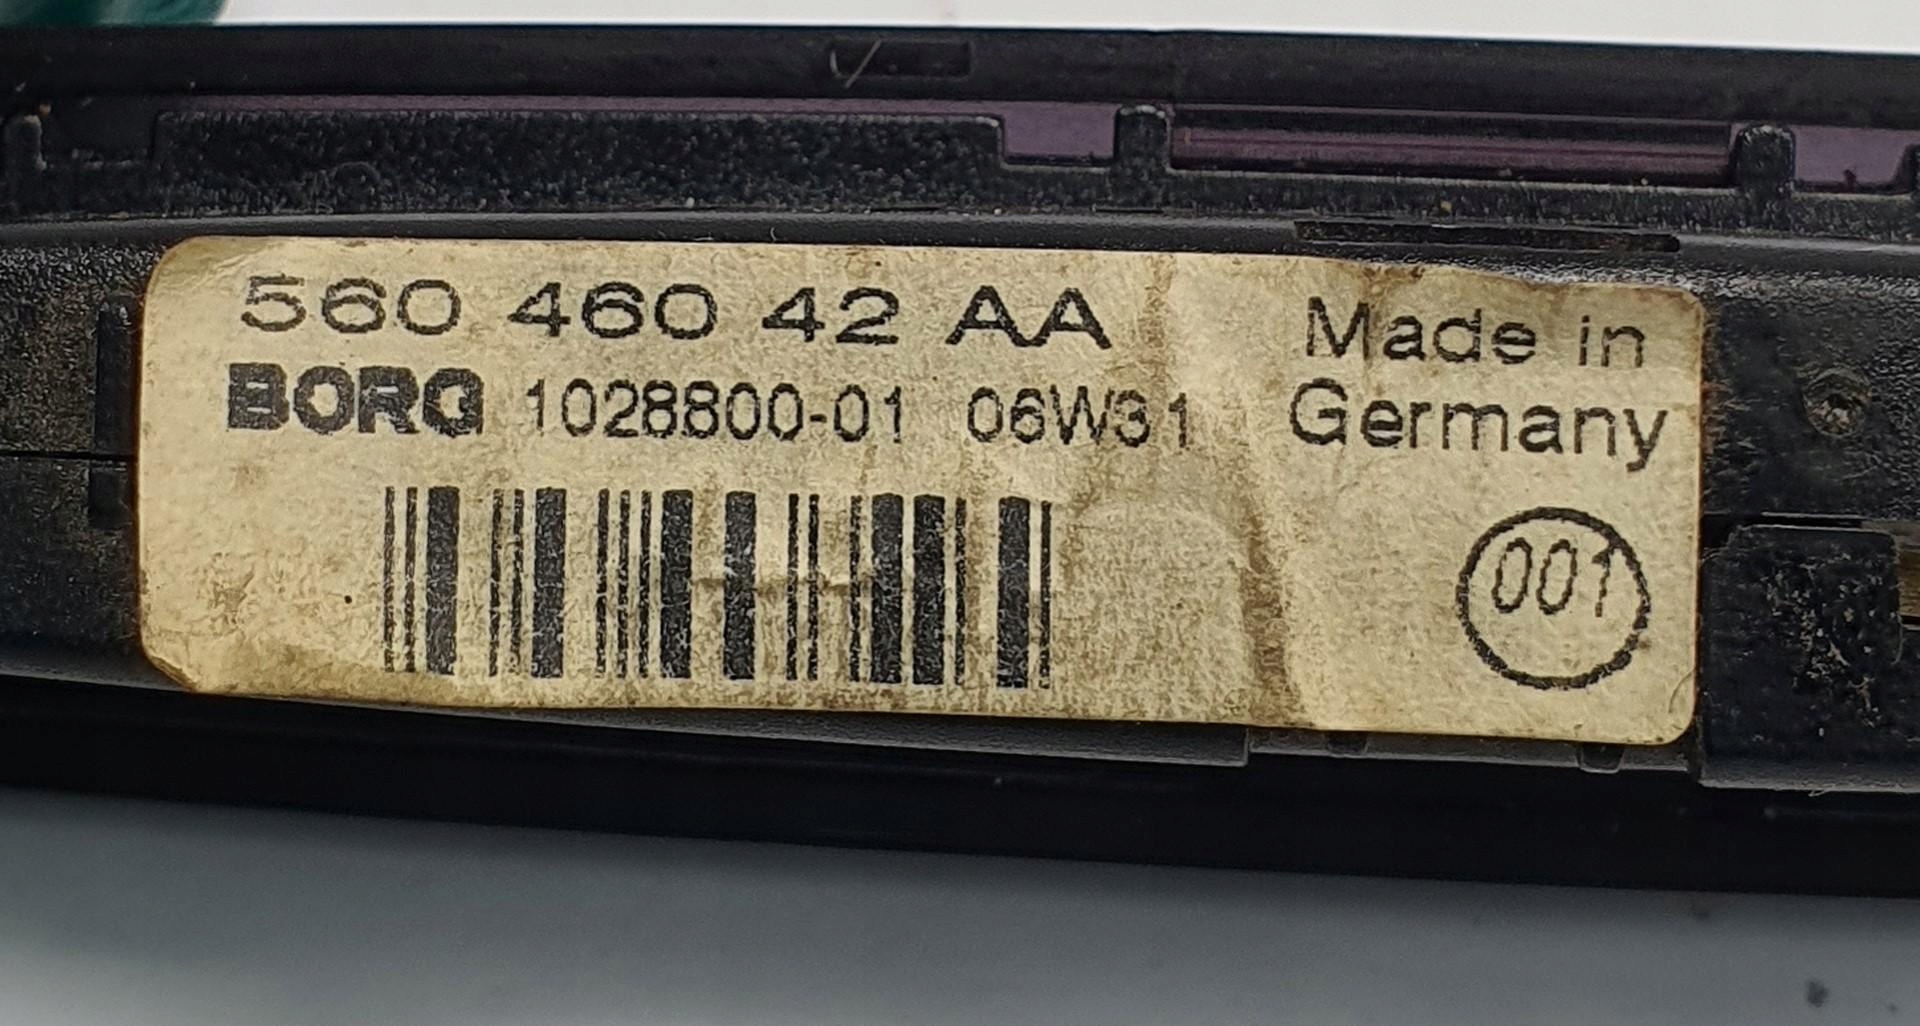 560 460 42 AA
BORG 1028800-01 06W31
Made in
Germany
001